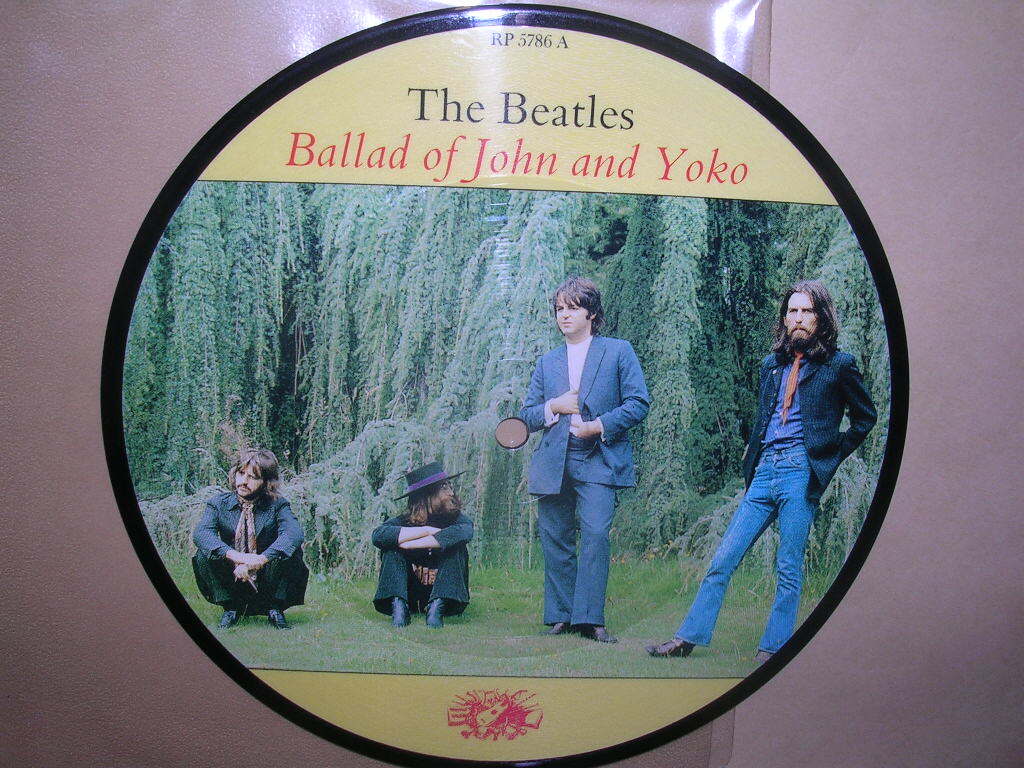 RP 5786 A
The Beatles
Ballad of John and Yoko